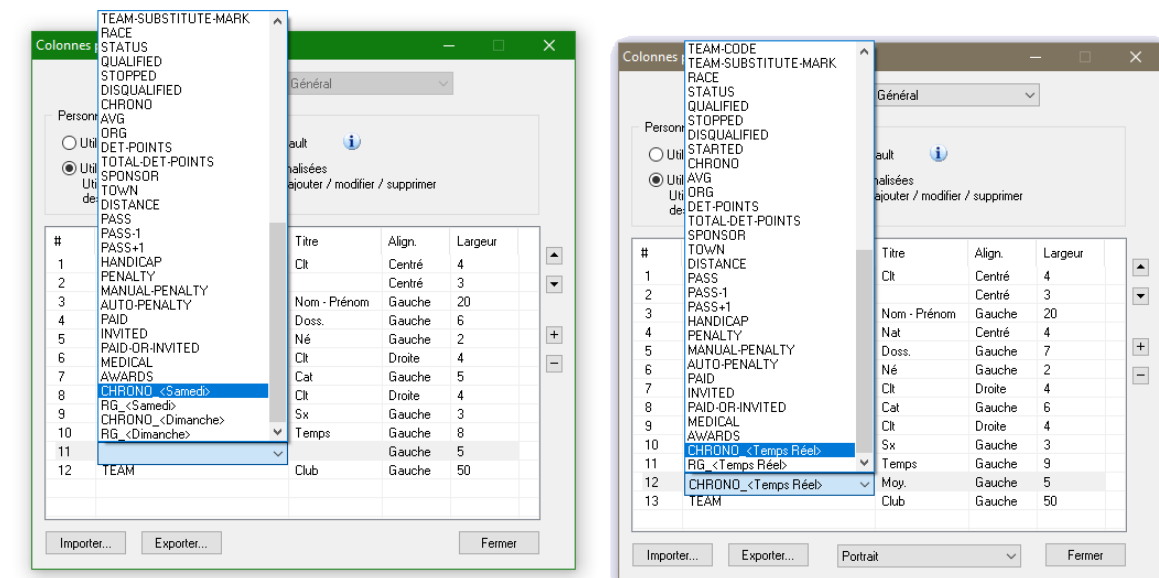 Colonnes p
Général
Personn
Util
ault
Util
nalisées
Uti
ajouter / modifier / supprimer
de
TEAM-SUBSTITUTE-MARK
RACE
STATUS
QUALIFIED
STOPPED
DISQUALIFIED
CHRONO
AVG
ORG
DET-POINTS
TOTAL-DET-POINTS
SPONSOR
TOWN
DISTANCE
PASS
PASS-1
PASS+1
HANDICAP
PENALTY
MANUAL-PENALTY
AUTO-PENALTY
PAID
INVITED
PAID-OR-INVITED
MEDICAL
AWARDS
CHRONO_<Samedi>
RG_<Samedi>
CHRONO_<Dimanche>
RG_<Dimanche>
# Titre Align. Largeur
1 Clt Centré 4
2 Centré 3
3 Nom - Prénom Gauche 20
4 Doss. Gauche 6
5 Né Gauche 2
6 Clt Droite 4
7 Cat Gauche 5
8 Clt Droite 4
9 Sx Gauche 3
10 Temps Gauche 8
11 Gauche 5
12 TEAM Club Gauche 50
Importer... Exporter... Fermer
Colonnes p
Général
Personn
Util
ault
Util
nalisées
Uti
ajouter / modifier / supprimer
de
TEAM-CODE
TEAM-SUBSTITUTE-MARK
RACE
STATUS
QUALIFIED
STOPPED
DISQUALIFIED
STARTED
CHRONO
AVG
ORG
DET-POINTS
TOTAL-DET-POINTS
SPONSOR
TOWN
DISTANCE
PASS
PASS-1
PASS+1
HANDICAP
PENALTY
MANUAL-PENALTY
AUTO-PENALTY
PAID
INVITED
PAID-OR-INVITED
MEDICAL
AWARDS
CHRONO_<Temps Réel>
RG_<Temps Réel>
# Titre Align. Largeur
1 Clt Centré 4
2 Centré 3
3 Nom - Prénom Gauche 20
4 Nat Centré 4
5 Doss. Gauche 7
6 Né Gauche 2
7 Clt Droite 4
8 Cat Gauche 6
9 Clt Droite 4
10 Sx Gauche 3
11 Temps Gauche 9
12 CHRONO_<Temps Réel> Moy. Gauche 5
13 TEAM Club Gauche 50
Importer... Exporter... Portrait Fermer